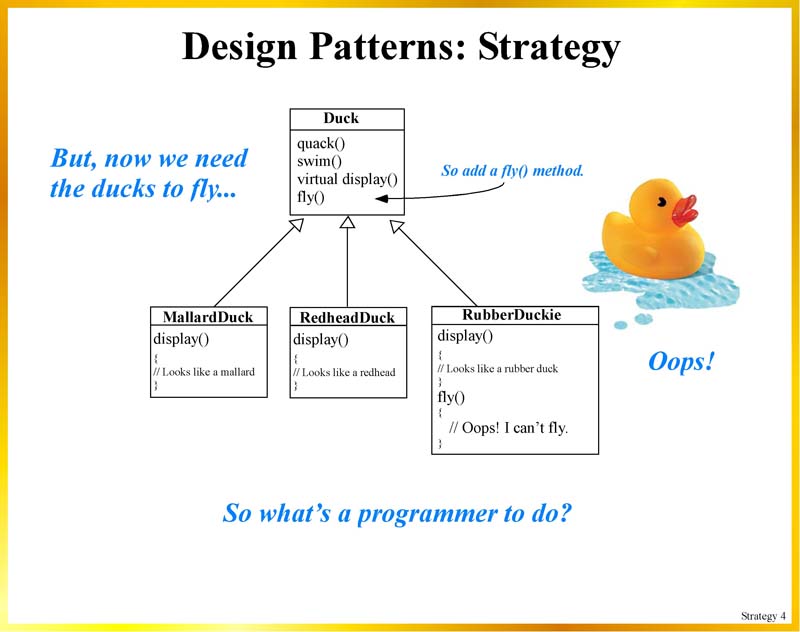 Design Patterns: Strategy
But, now we need
the ducks to fly...
Duck
quack()
swim()
virtual display()
fly()
So add a fly() method.
MallardDuck
display()
{
// Looks like a mallard
}
RedheadDuck
display()
{
// Looks like a redhead
}
RubberDuckie
display()
{
// Looks like a rubber duck
}
fly()
{
// Oops! I can’t fly.
}
Oops!
So what’s a programmer to do?
Strategy 4